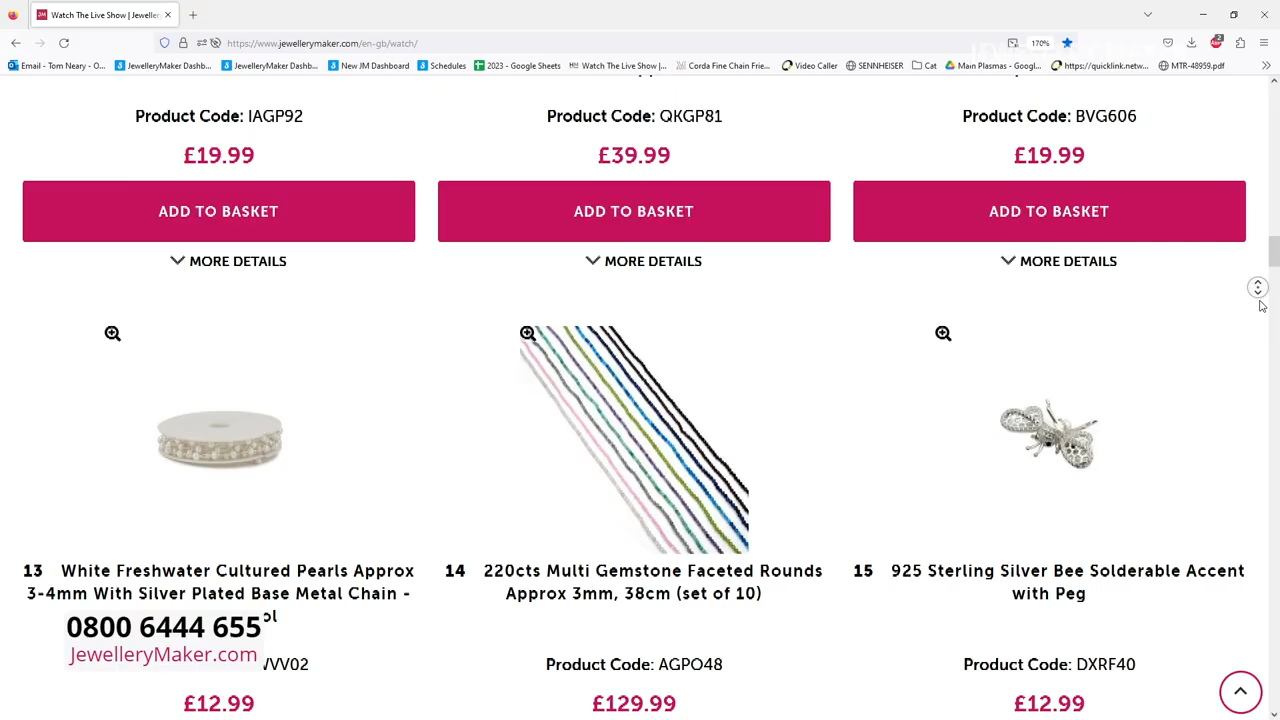 Watch The Live Show | Jeweller
https://www.jewellerymaker.com/en-gb/watch/
170%
2
Email - Tom Neary - O...
JewelleryMaker Dashb...
JewelleryMaker Dashb...
New JM Dashboard
Schedules
2023 - Google Sheets
Watch The Live Show |...
Corda Fine Chain Frie...
Video Caller
SENNHEISER
Cat
Main Plasmas - Googl...
https://quicklink.netw...
MTR-48959.pdf
Product Code: IAGP92
Product Code: QKGP81
Product Code: BVG606
£19.99
£39.99
£19.99
ADD TO BASKET
ADD TO BASKET
ADD TO BASKET
MORE DETAILS
MORE DETAILS
MORE DETAILS
13 White Freshwater Cultured Pearls Approx
3-4mm With Silver Plated Base Metal Chain -
14 220cts Multi Gemstone Faceted Rounds
Approx 3mm, 38cm (set of 10)
15 925 Sterling Silver Bee Solderable Accent
with Peg
0800 6444 655
JewelleryMaker.com
Product Code: AGPO48
Product Code: DXRF40
£12.99
£129.99
£12.99